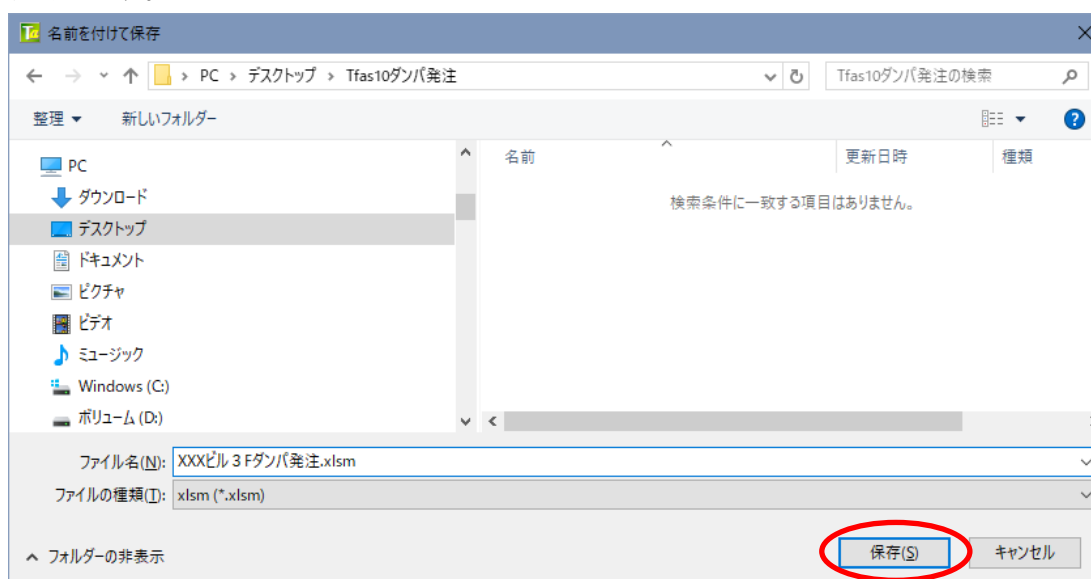 名前を付けて保存
PC › デスクトップ › Tfas10ダンパ発注
Tfas10ダンパ発注の検索
整理 新しいフォルダー
名前 更新日時 種類
検索条件に一致する項目はありません。
PC
ダウンロード
デスクトップ
ドキュメント
ピクチャ
ビデオ
ミュージック
Windows (C:)
ボリューム (D:)
ファイル名(N): XXXビル３Fダンパ発注.xlsm
ファイルの種類(T): xlsm (*.xlsm)
フォルダーの非表示
保存(S) キャンセル